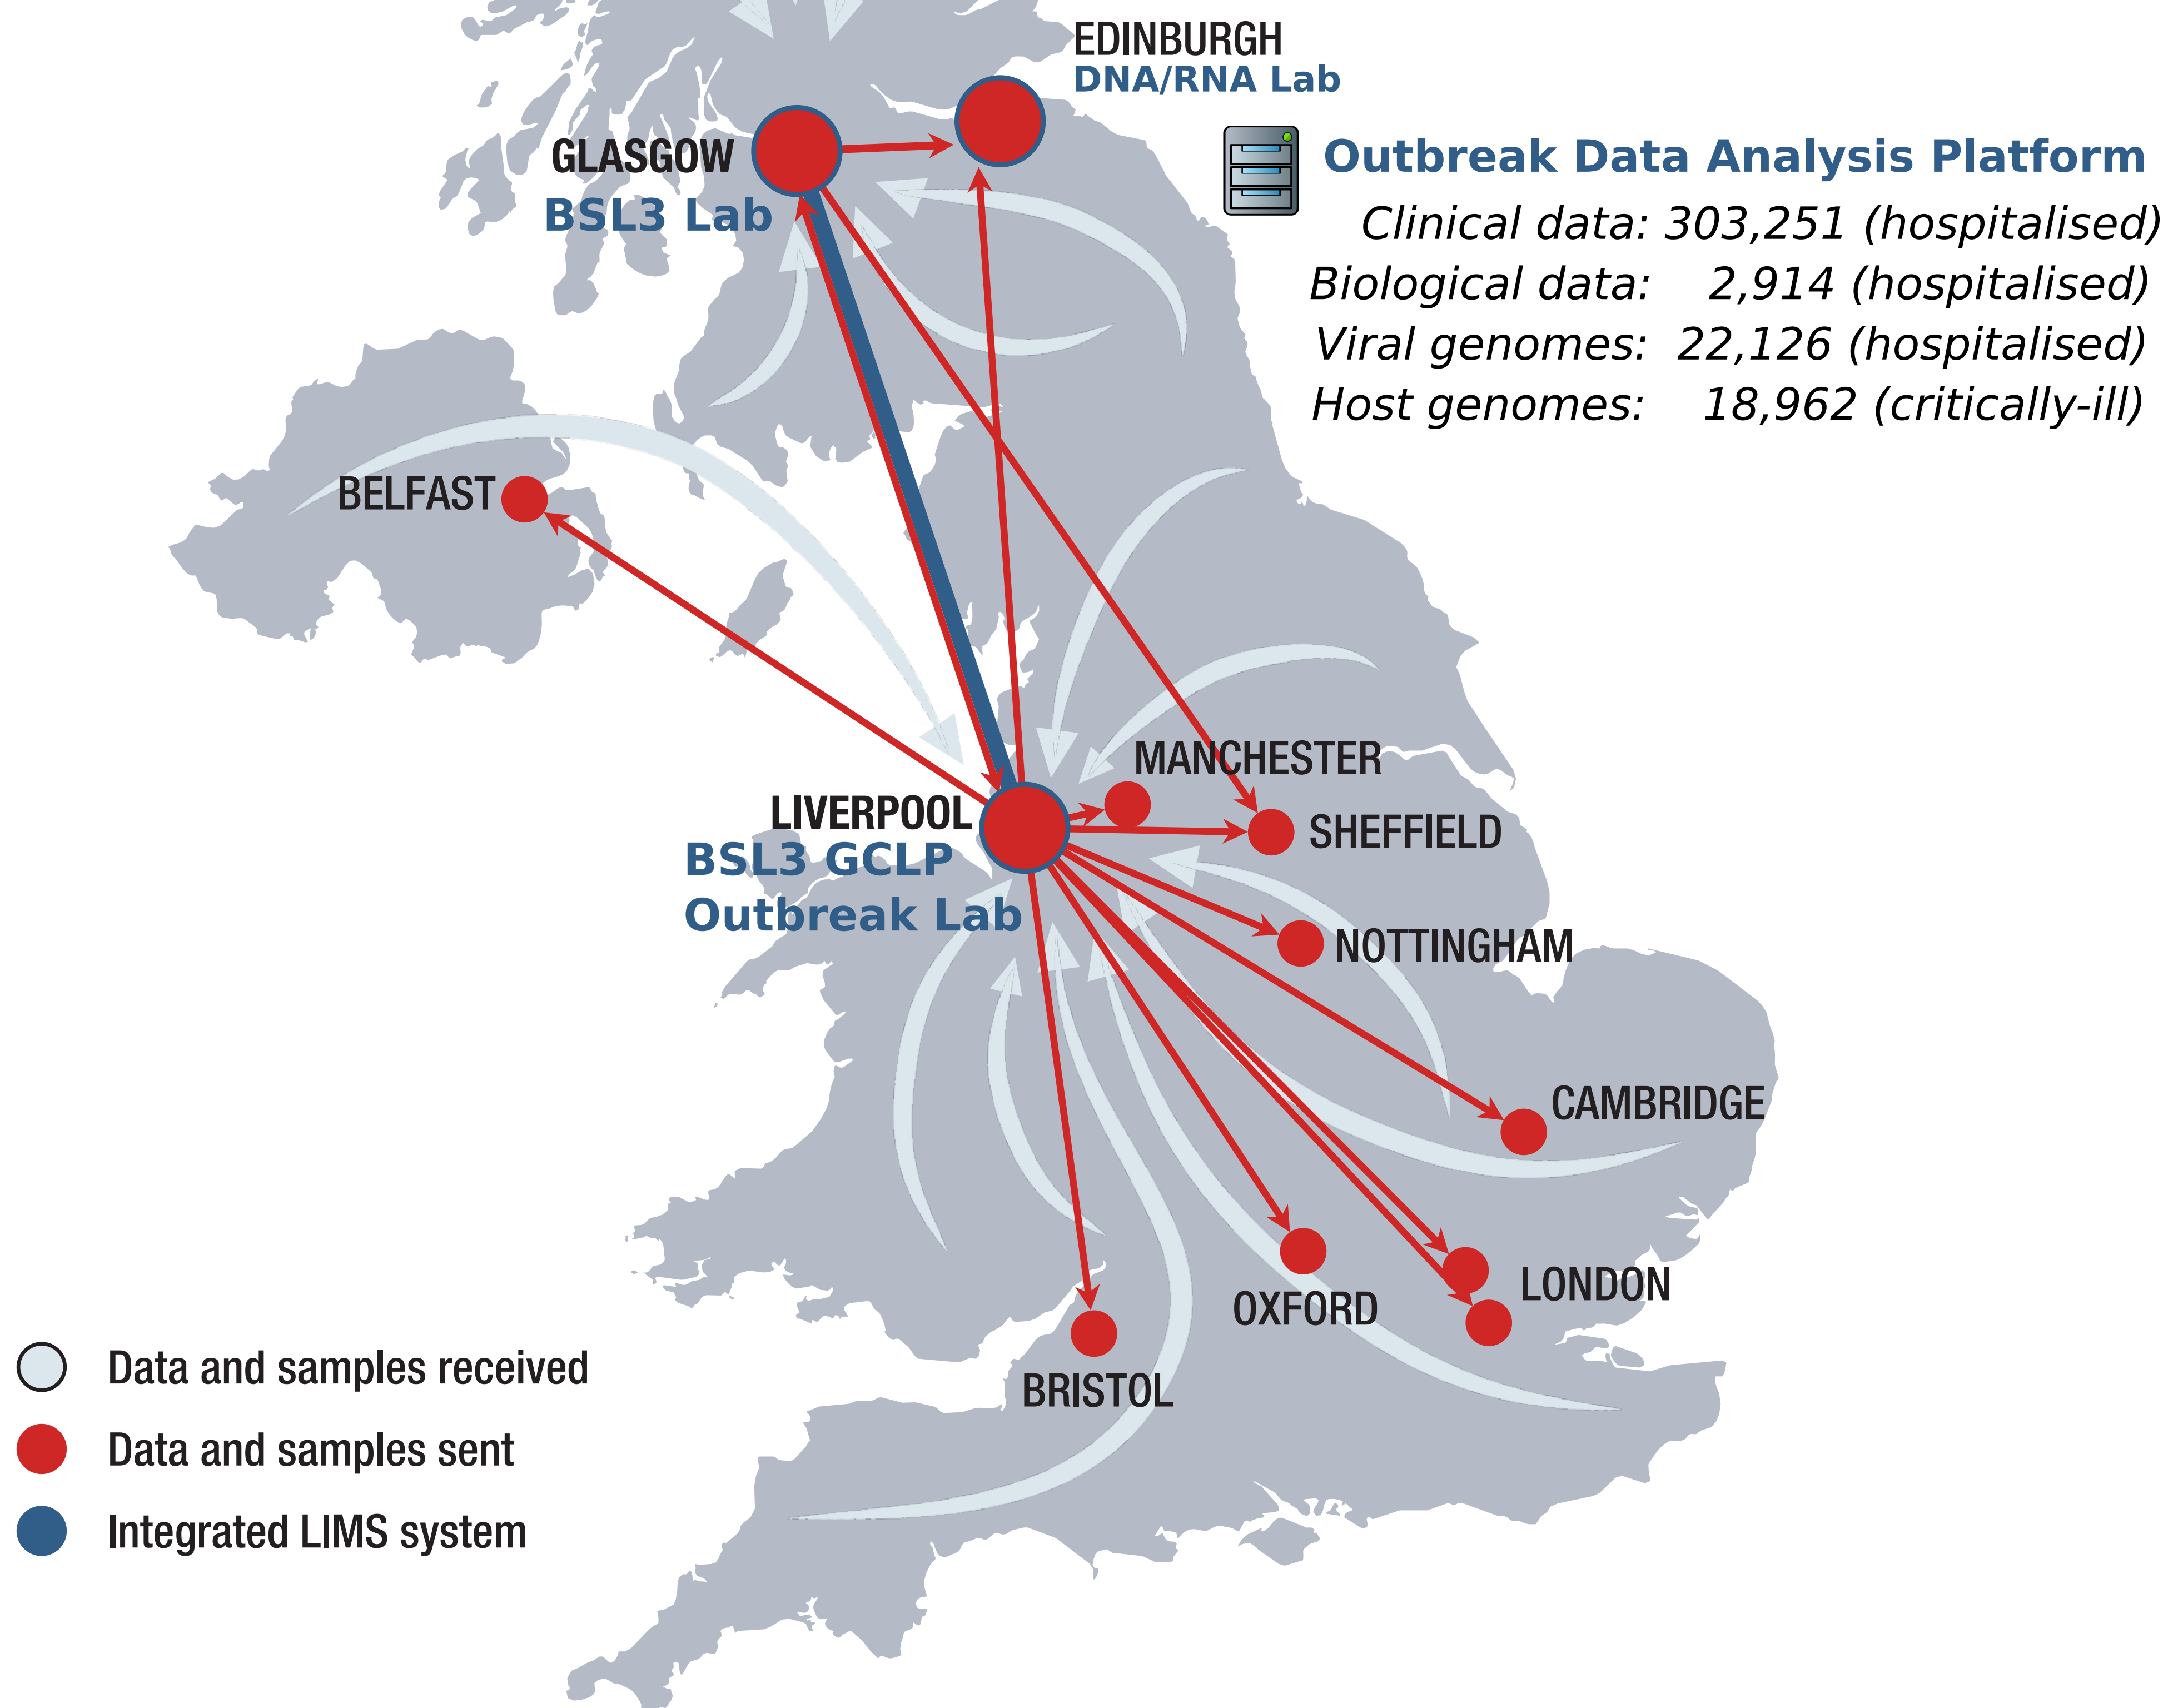 EDINBURGH
DNA/RNA Lab
GLASGOW
BSL3 Lab
Outbreak Data Analysis Platform
Clinical data: 303,251 (hospitalised)
Biological data: 2,914 (hospitalised)
Viral genomes: 22,126 (hospitalised)
Host genomes: 18,962 (critically-ill)
BELFAST
MANCHESTER
LIVERPOOL
BSL3 GCLP
Outbreak Lab
SHEFFIELD
NOTTINGHAM
CAMBRIDGE
LONDON
OXFORD
BRISTOL
Data and samples received
Data and samples sent
Integrated LIMS system